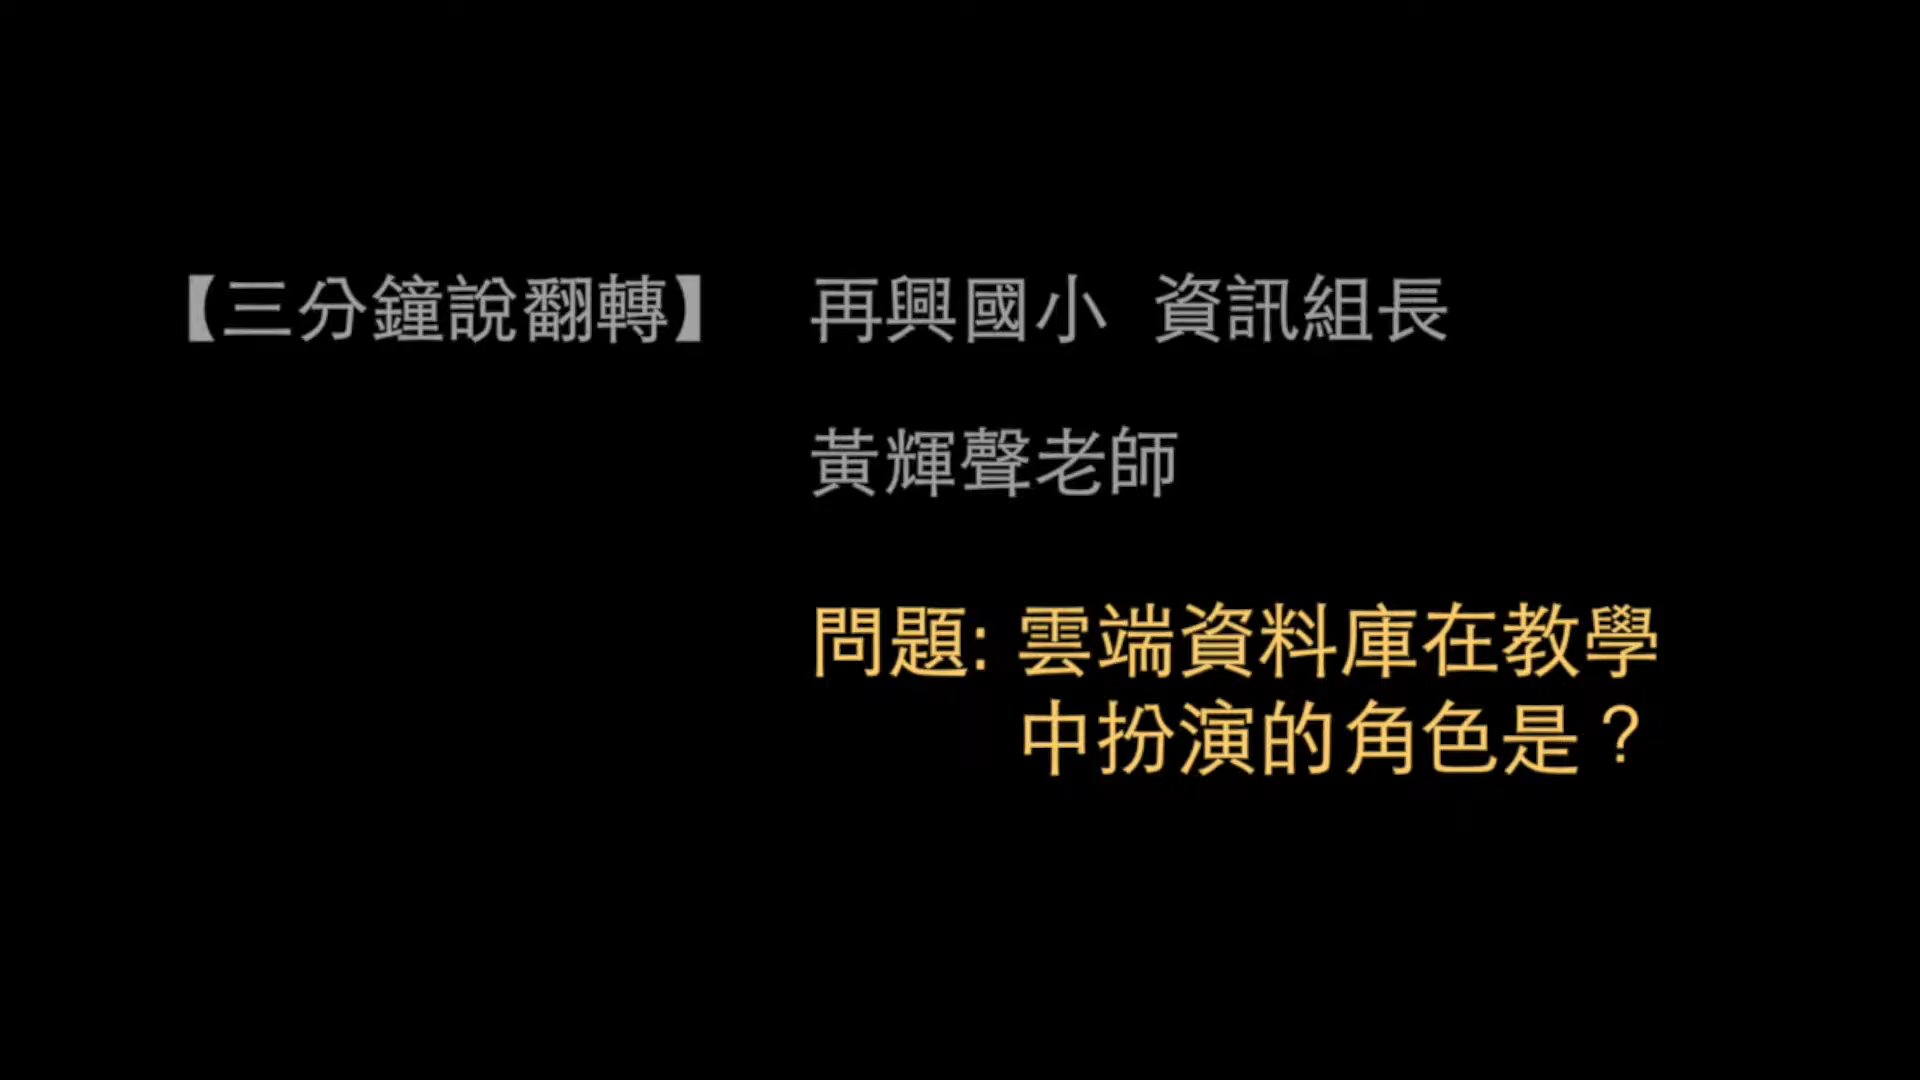 【三分鐘說翻轉】 再興國小 資訊組長
黃輝聲老師
問題: 雲端資料庫在教學
中扮演的角色是？